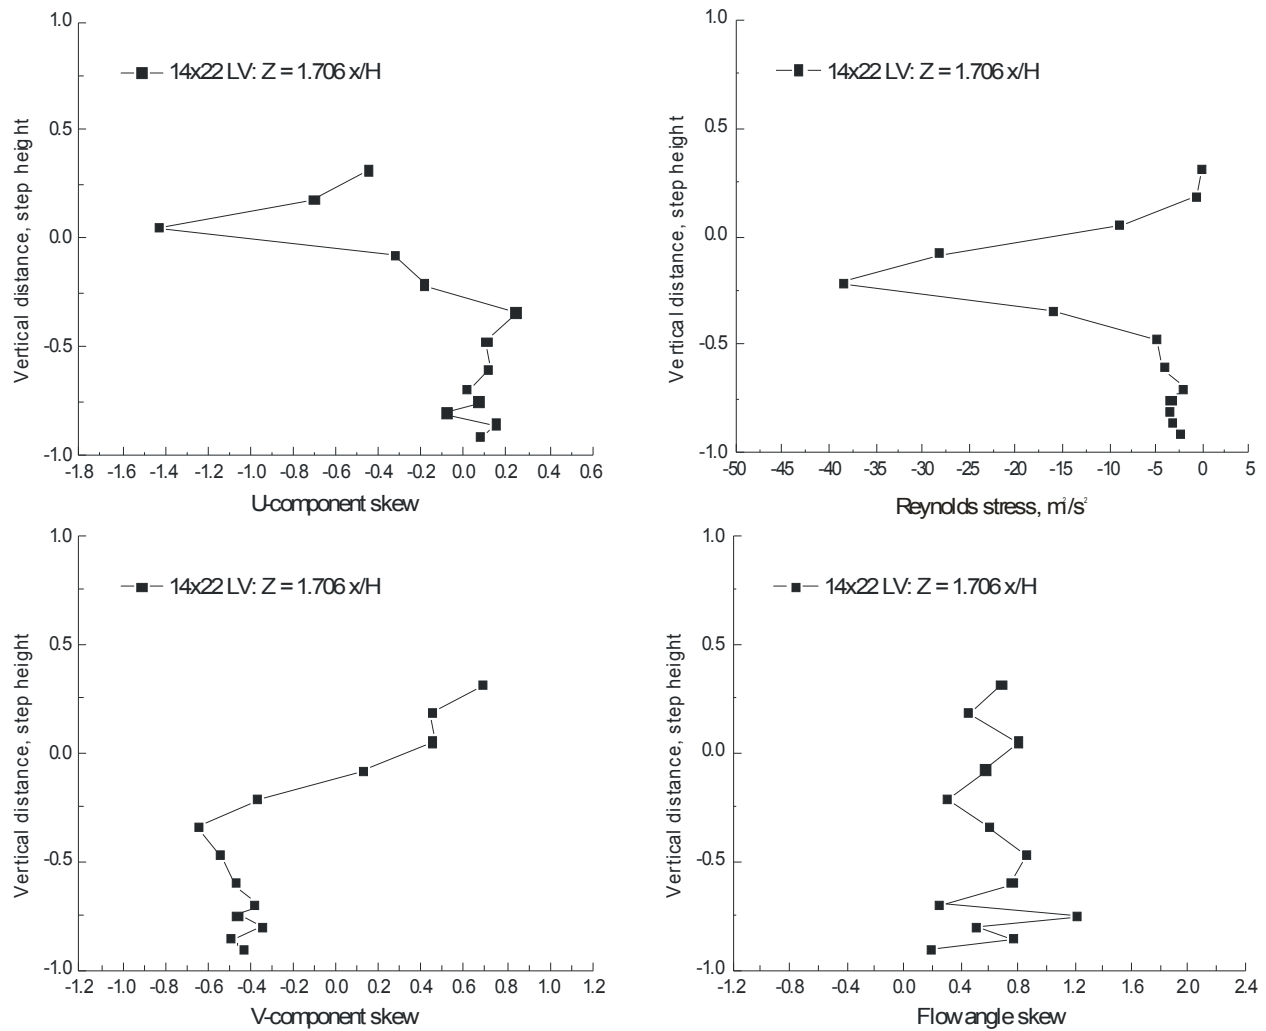 1.0
0.5
0.0
-0.5
-1.0
Vertical distance, step height
14x22 LV: Z = 1.706 x/H
-1.8 -1.6 -1.4 -1.2 -1.0 -0.8 -0.6 -0.4 -0.2 0.0 0.2 0.4 0.6
U-component skew
1.0
0.5
0.0
-0.5
-1.0
Vertical distance, step height
14x22 LV: Z = 1.706 x/H
-50 -45 -40 -35 -30 -25 -20 -15 -10 -5 0 5
Reynolds stress, m²/s²
1.0
0.5
0.0
-0.5
-1.0
Vertical distance, step height
14x22 LV: Z = 1.706 x/H
-1.2 -1.0 -0.8 -0.6 -0.4 -0.2 0.0 0.2 0.4 0.6 0.8 1.0 1.2
V-component skew
1.0
0.5
0.0
-0.5
-1.0
Vertical distance, step height
14x22 LV: Z = 1.706 x/H
-1.2 -0.8 -0.4 0.0 0.4 0.8 1.2 1.6 2.0 2.4
Flow angle skew